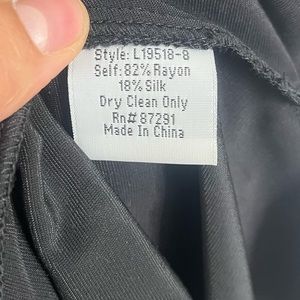 Style: L19518-8
Self: 82% Rayon
18% Silk
Dry Clean Only
Rn# 87291
Made In China